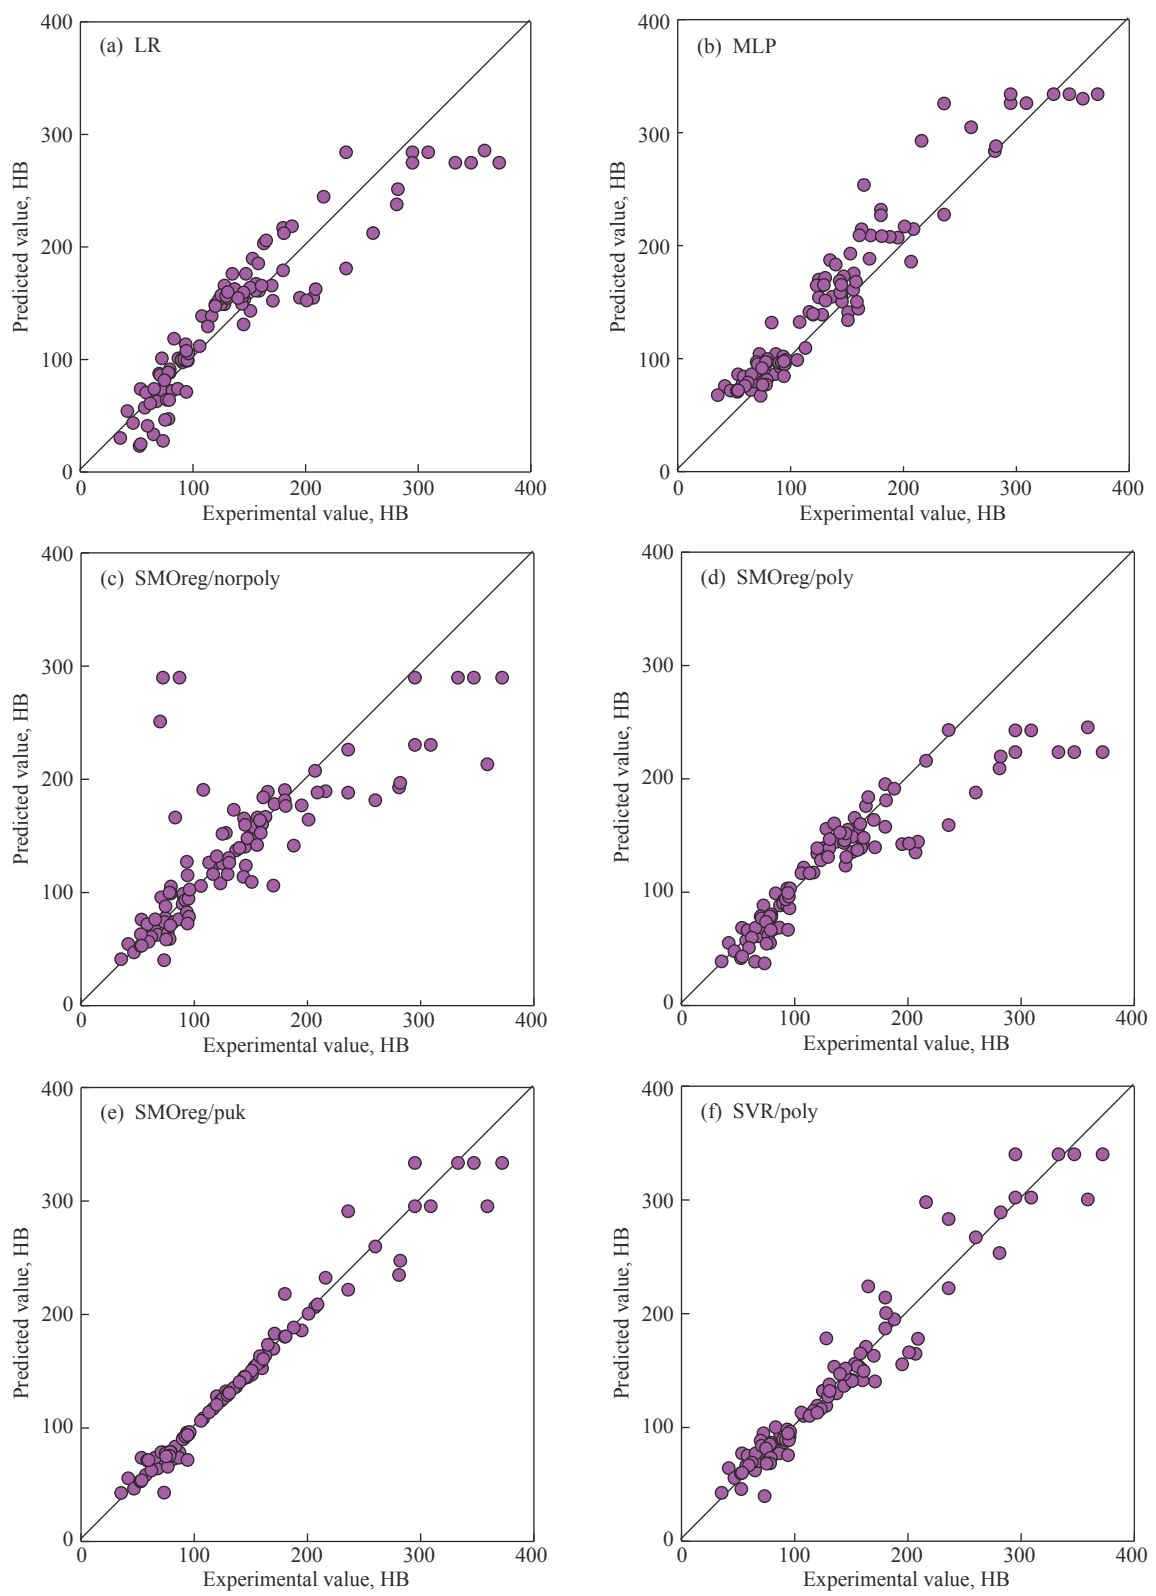 (a) LR
400
300
200
100
0
Predicted value, HB
0 100 200 300 400
Experimental value, HB
(b) MLP
400
300
200
100
0
Predicted value, HB
0 100 200 300 400
Experimental value, HB
(c) SMOreg/norpoly
400
300
200
100
0
Predicted value, HB
0 100 200 300 400
Experimental value, HB
(d) SMOreg/poly
400
300
200
100
0
Predicted value, HB
0 100 200 300 400
Experimental value, HB
(e) SMOreg/puk
400
300
200
100
0
Predicted value, HB
0 100 200 300 400
Experimental value, HB
(f) SVR/poly
400
300
200
100
0
Predicted value, HB
0 100 200 300 400
Experimental value, HB